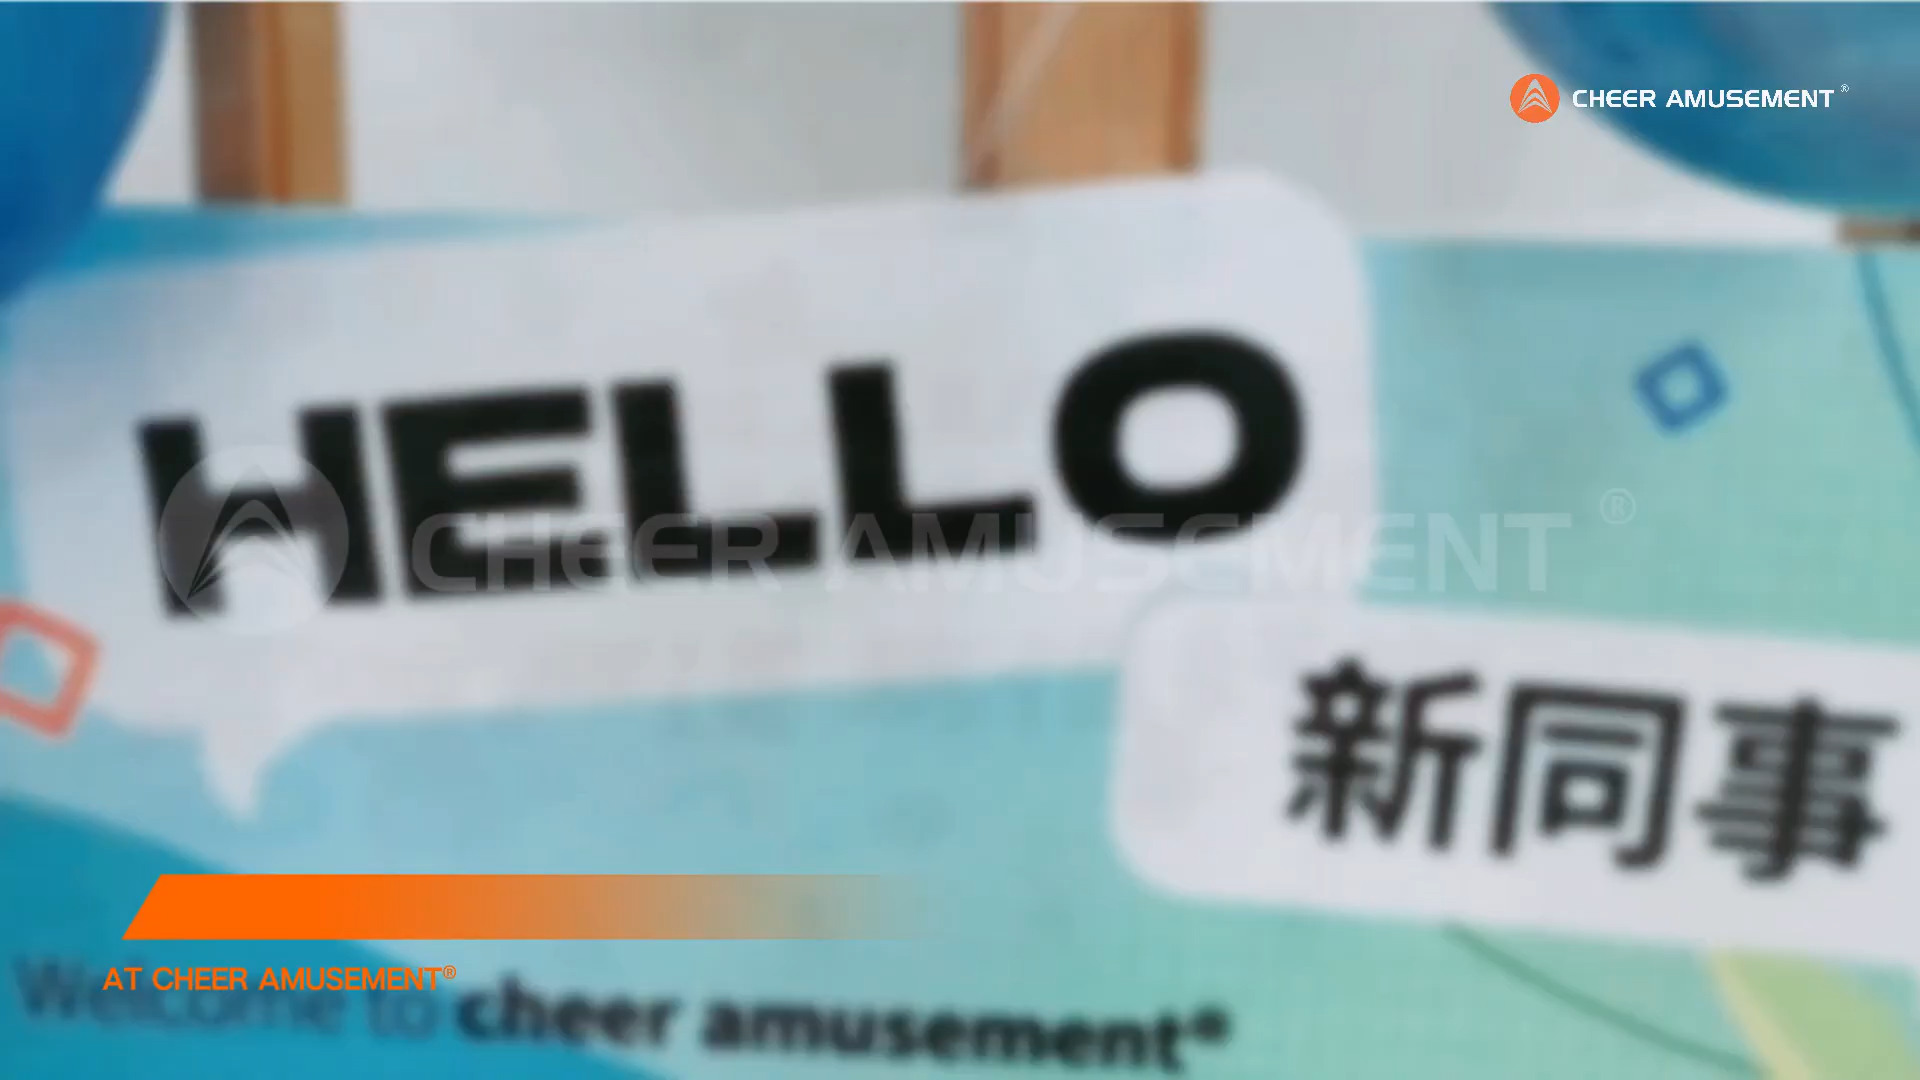 CHEER AMUSEMENT®
HELLO
CHEER AMUSEMENT®
新同事
AT CHEER AMUSEMENT®
Welcome to cheer amusement®